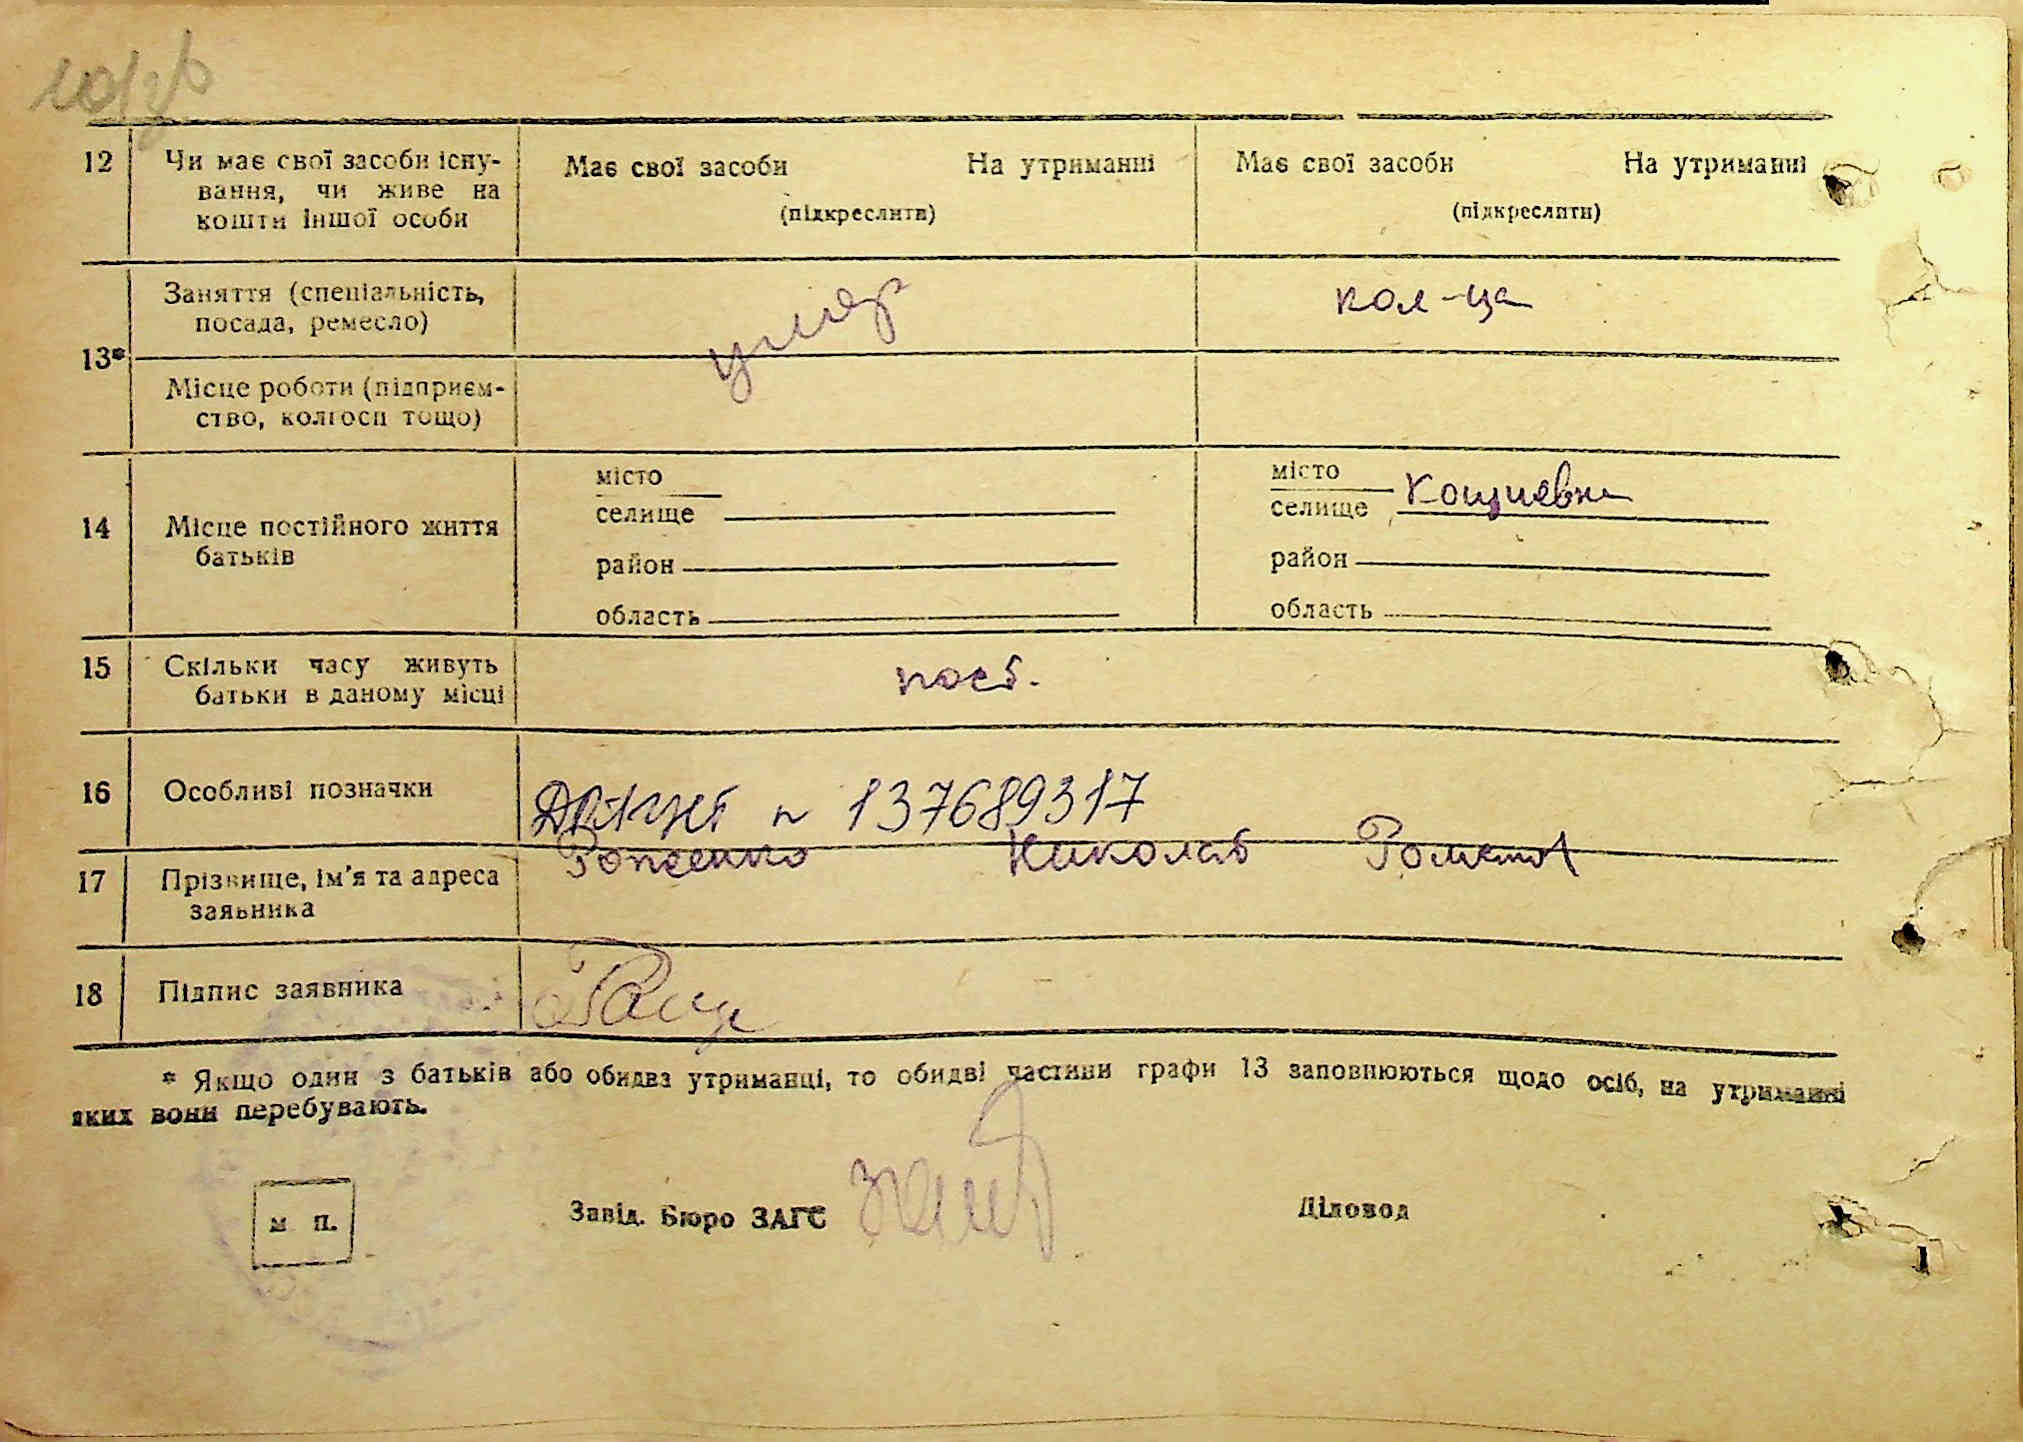 12 Чи має свої засоби існу-
вання, чи живе на
кошти іншої особи
Має свої засоби На утриманні
(підкреслити)
Має свої засоби На утриманні
(підкреслити)
13*
Заняття (спеціальність,
посада, ремесло)
умер
кол-ца
Місце роботи (підприєм-
ство, колгосп тощо)
14 Місце постійного життя
батьків
місто
селище
район
область
місто
селище
район
область
15 Скільки часу живуть
батьки в даному місці
пост.
16 Особливі позначки
н 137689317
17 Прізвище, ім'я та адреса
заявника
Николай
18 Підпис заявника
* Якщо один з батьків або обидва утриманці, то обидві частини графи 13 заповнюються щодо осіб, на утриманні
яких вони перебувають.
м п.
Завід. Бюро ЗАГС
Діловод